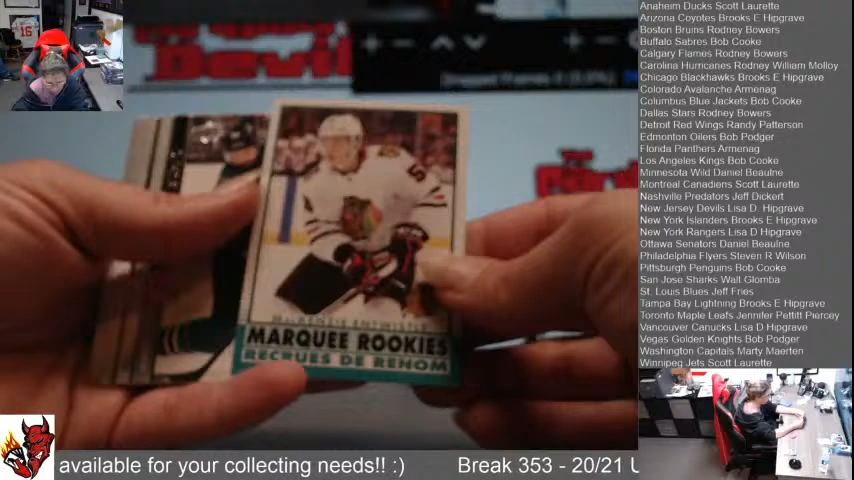 Anaheim Ducks Scott Laurette
Arizona Coyotes Brooks E Hipgrave
Boston Bruins Rodney Bowers
Buffalo Sabres Bob Cooke
Calgary Flames Rodney Bowers
Carolina Hurricanes Rodney William Molloy
Chicago Blackhawks Brooks E Hipgrave
Colorado Avalanche Armenag
Columbus Blue Jackets Bob Cooke
Dallas Stars Rodney Bowers
Detroit Red Wings Randy Patterson
Edmonton Oilers Bob Podger
Florida Panthers Armenag
Los Angeles Kings Bob Cooke
Minnesota Wild Daniel Beaulne
Montreal Canadiens Scott Laurette
Nashville Predators Jeff Dickert
New Jersey Devils Lisa D. Hipgrave
New York Islanders Brooks E Hipgrave
New York Rangers Lisa D Hipgrave
Ottawa Senators Daniel Beaulne
Philadelphia Flyers Steven R Wilson
Pittsburgh Penguins Bob Cooke
San Jose Sharks Walt Glomba
St. Louis Blues Jeff Fries
Tampa Bay Lightning Brooks E Hipgrave
Toronto Maple Leafs Jennifer Pettitt Piercey
Vancouver Canucks Lisa D Hipgrave
Vegas Golden Knights Bob Podger
Washington Capitals Marty Maerten
Winnipeg Jets Scott Laurette
16
Devil
MACKENZIE ENTWISTLE
MARQUEE ROOKIES
RECRUES DE RENOM
available for your collecting needs!! :) Break 353 - 20/21 U